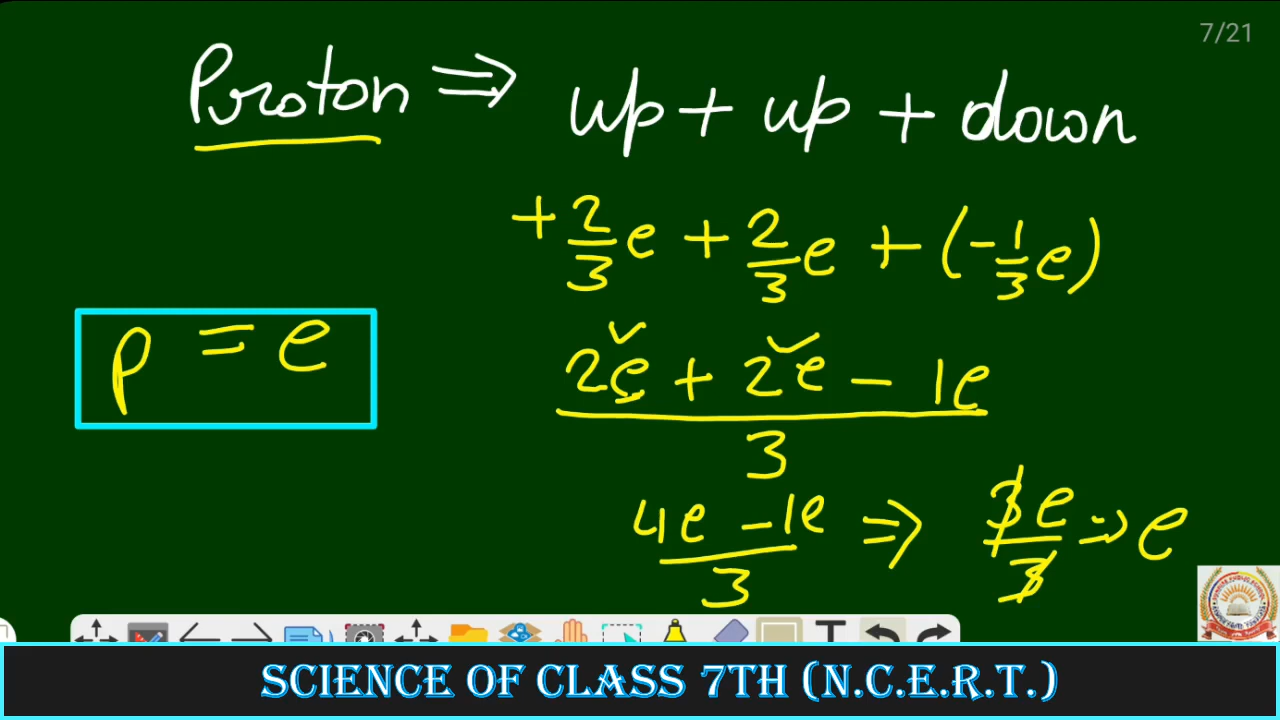 7/21
Proton ⇒ up + up + down
+2/3e + 2/3e + (-1/3e)
p = e
2e + 2e - 1e
3
4e - 1e ⇒ 3e/3 ⇒ e
3
T
SCIENCE OF CLASS 7TH (N.C.E.R.T.)